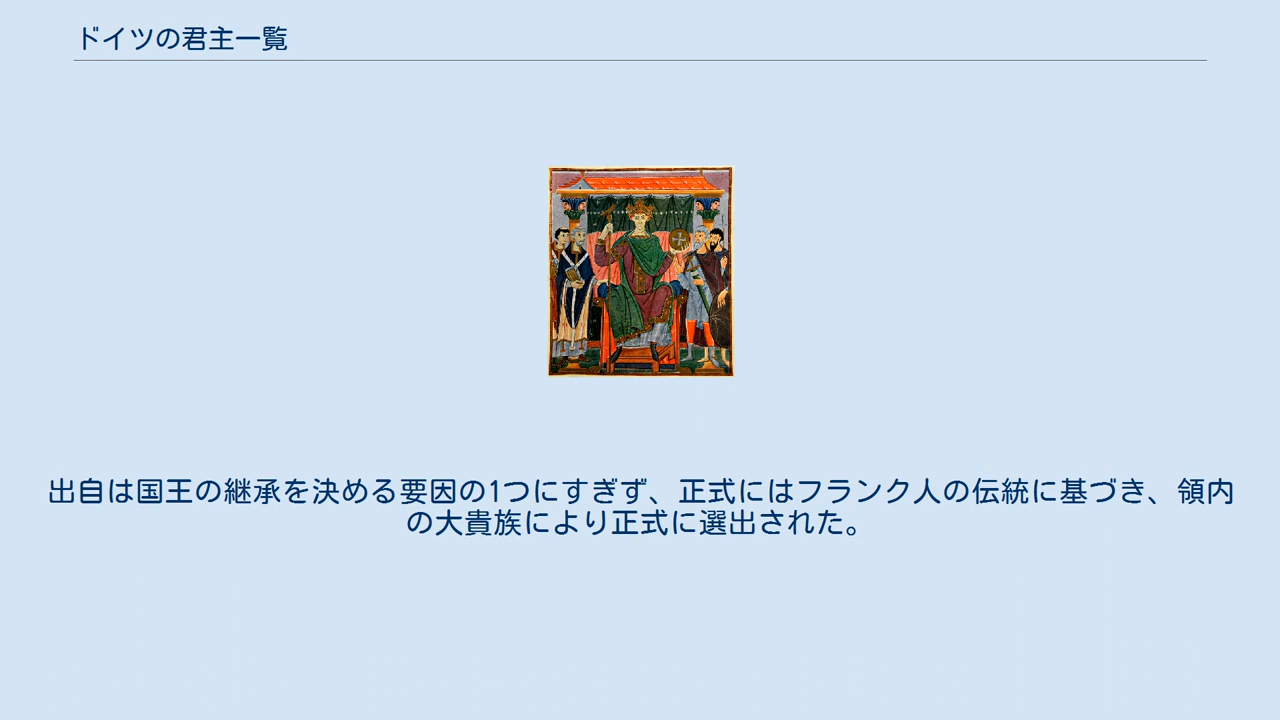 ドイツの君主一覧
出自は国王の継承を決める要因の1つにすぎず、正式にはフランク人の伝統に基づき、領内
の大貴族により正式に選出された。